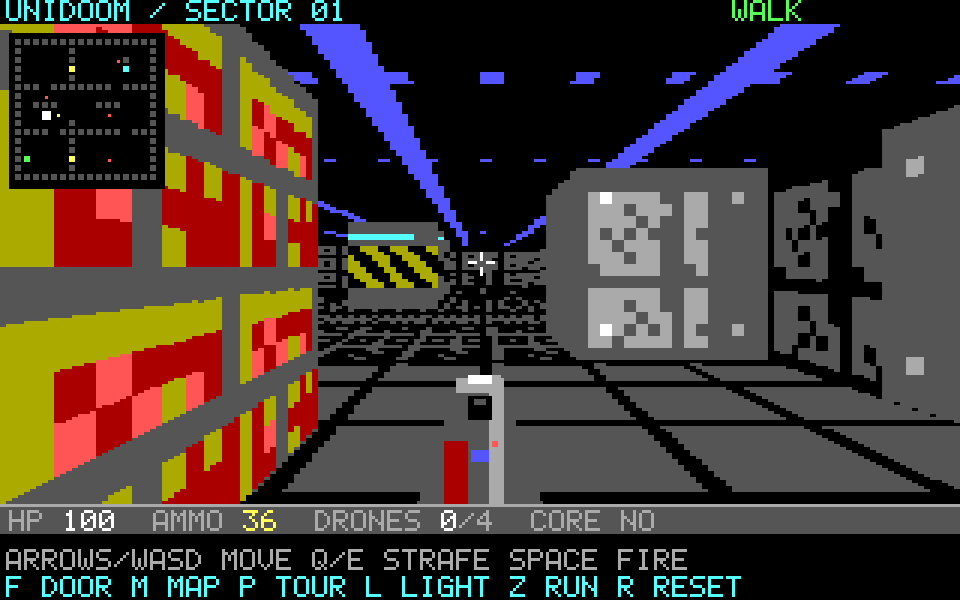 UNIDOOM / SECTOR 01 WALK
HP 100 AMMO 36 DRONES 0/4 CORE NO
ARROWS/WASD MOVE Q/E STRAFE SPACE FIRE
F DOOR M MAP P TOUR L LIGHT Z RUN R RESET